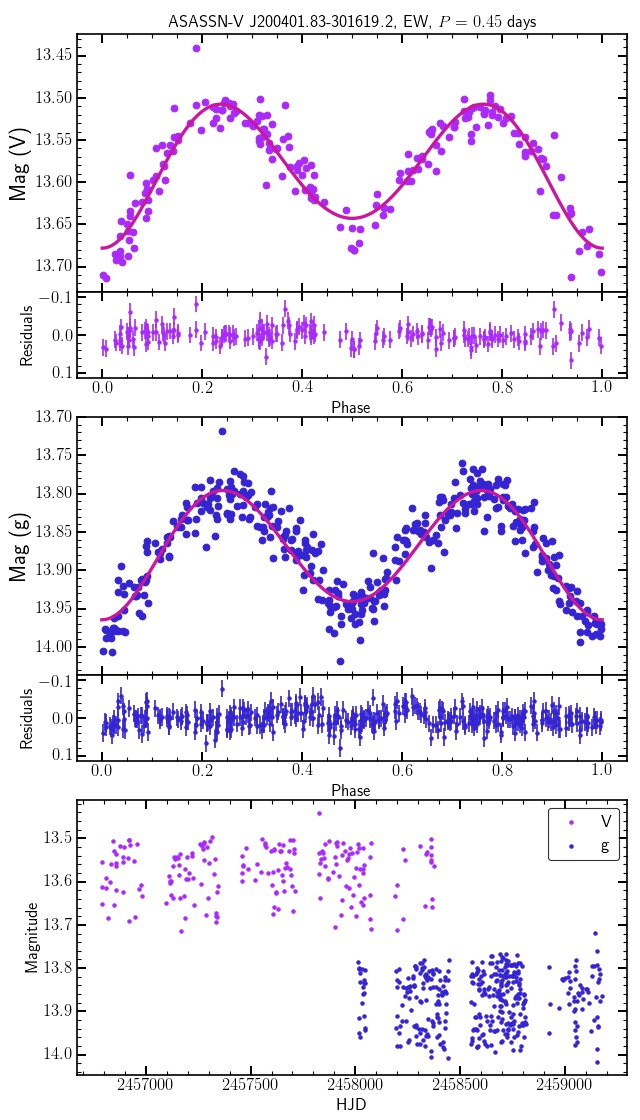 ASASSN-V J200401.83-301619.2, EW, P = 0.45 days
Mag (V)
13.45
13.50
13.55
13.60
13.65
13.70
Residuals
−0.1
0.0
0.1
0.0 0.2 0.4 0.6 0.8 1.0
Phase
Mag (g)
13.70
13.75
13.80
13.85
13.90
13.95
14.00
Residuals
−0.1
0.0
0.1
0.0 0.2 0.4 0.6 0.8 1.0
Phase
Magnitude
13.5
13.6
13.7
13.8
13.9
14.0
V
g
2457000 2457500 2458000 2458500 2459000
HJD